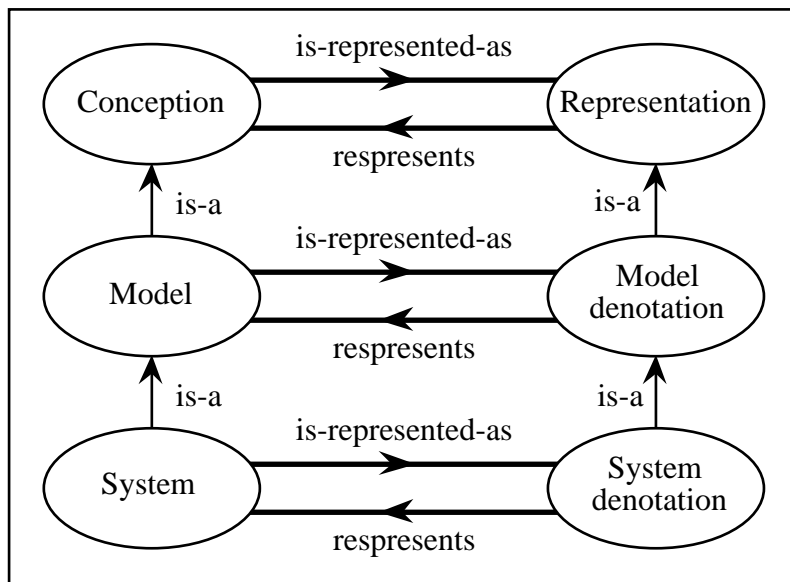 is-represented-as
Conception
Representation
respresents
is-a
is-a
is-represented-as
Model
Model
denotation
respresents
is-a
is-a
is-represented-as
System
System
denotation
respresents